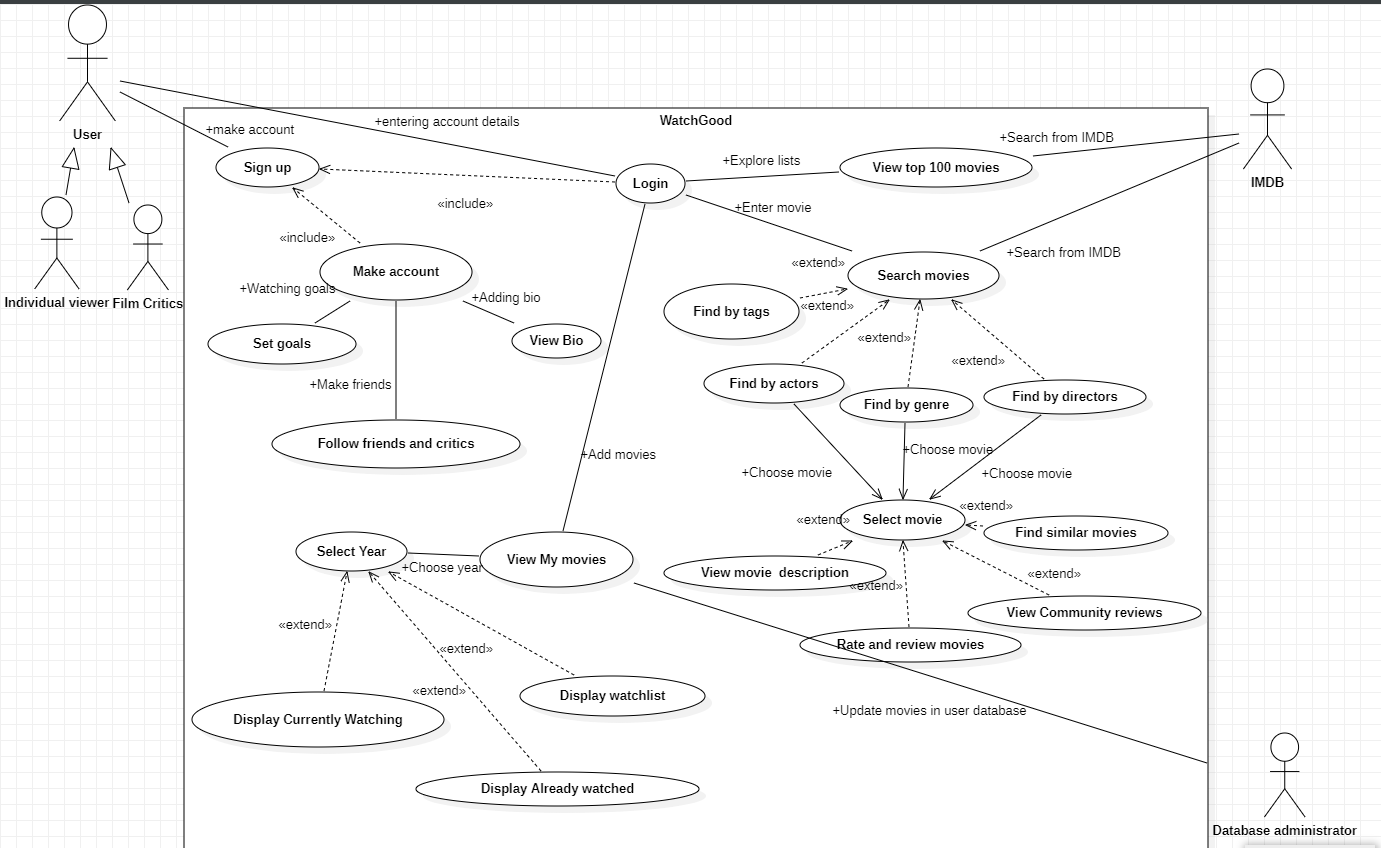 WatchGood
+entering account details
User
+make account
+Search from IMDB
+Explore lists
Sign up
View top 100 movies
Login
IMDB
«include»
+Enter movie
«include»
+Search from IMDB
«extend»
Make account
Search movies
+Watching goals
+Adding bio
Individual viewer
Film Critics
«extend»
Find by tags
Set goals
View Bio
«extend»
«extend»
+Make friends
Find by actors
Find by genre
Find by directors
Follow friends and critics
+Add movies
+Choose movie
+Choose movie
+Choose movie
«extend»
«extend»
Select movie
Find similar movies
Select Year
View My movies
+Choose year
View movie  description
«extend»
«extend»
View Community reviews
«extend»
Rate and review movies
«extend»
«extend»
Display watchlist
+Update movies in user database
Display Currently Watching
Display Already watched
Database administrator